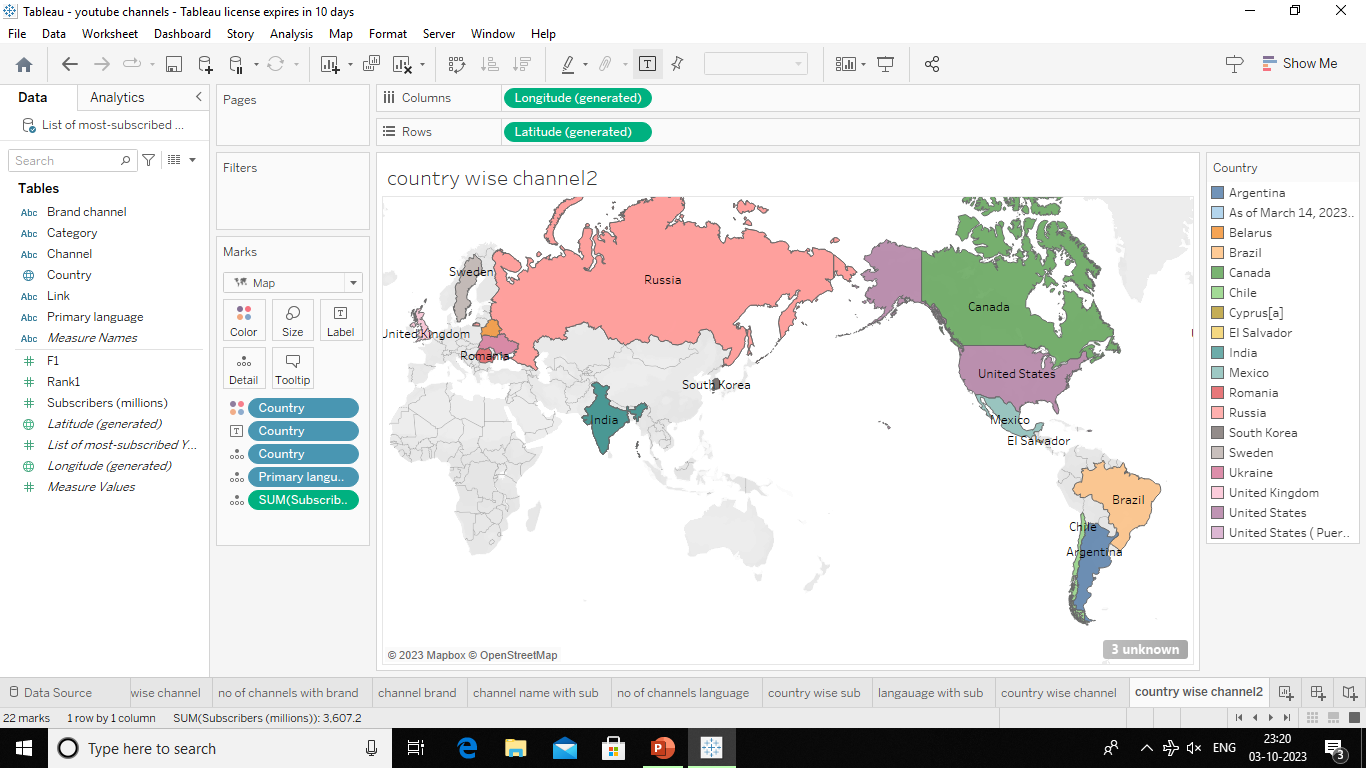 Tableau - youtube channels - Tableau license expires in 10 days
File Data Worksheet Dashboard Story Analysis Map Format Server Window Help
Show Me
Data Analytics
List of most-subscribed ...
Search
Tables
Abc Brand channel
Abc Category
Abc Channel
Country
Abc Link
Abc Primary language
Abc Measure Names
F1
Rank1
Subscribers (millions)
Latitude (generated)
List of most-subscribed Y...
Longitude (generated)
Measure Values
Pages
Filters
Marks
Map
Color Size Label
Detail Tooltip
Country
Country
Country
Primary langu..
SUM(Subscrib..
Columns Longitude (generated)
Rows Latitude (generated)
country wise channel2
Sweden
Russia
United Kingdom
Romania
South Korea
India
Canada
United States
Mexico
El Salvador
Brazil
Chile
Argentina
© 2023 Mapbox © OpenStreetMap
3 unknown
Country
Argentina
As of March 14, 2023..
Belarus
Brazil
Canada
Chile
Cyprus[a]
El Salvador
India
Mexico
Romania
Russia
South Korea
Sweden
Ukraine
United Kingdom
United States
United States ( Puer..
Data Source wise channel no of channels with brand channel brand channel name with sub no of channels language country wise sub langauage with sub country wise channel country wise channel2
22 marks 1 row by 1 column SUM(Subscribers (millions)): 3,607.2
Type here to search
ENG
23:20
03-10-2023
3